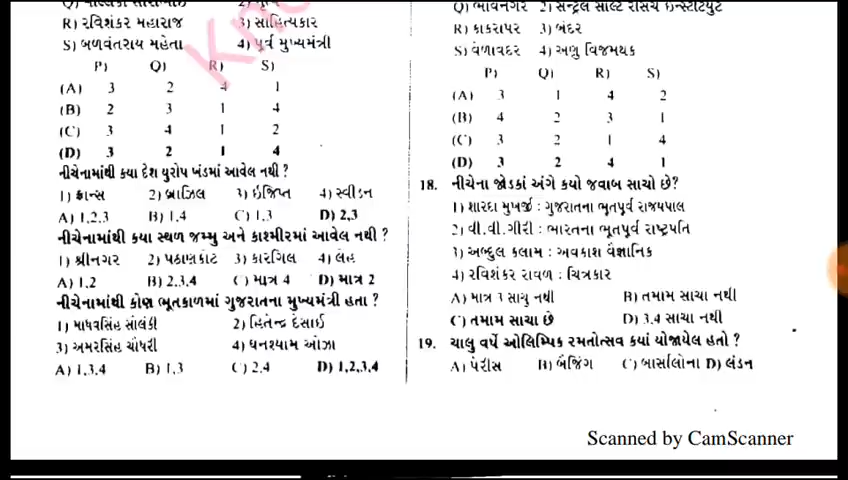 R) રવિશંકર મહારાજ 3) સાહિત્યકાર
S) બળવંતરાય મહેતા 4) પૂર્વ મુખ્યમંત્રી
P) Q) R) S)
(A) 3 2 4 1
(B) 2 3 1 4
(C) 3 4 1 2
(D) 3 2 1 4
નીચેનામાંથી કયા દેશ યુરોપ ખંડમાં આવેલ નથી ?
1) ફ્રાન્સ 2) બ્રાઝિલ 3) ઇજિપ્ત 4) સ્વીડન
A) 1,2,3 B) 1,4 C) 1,3 D) 2,3
નીચેનામાંથી કયા સ્થળ જમ્મુ અને કાશ્મીરમાં આવેલ નથી ?
1) શ્રીનગર 2) પઠાણકોટ 3) કારગિલ 4) લેહ
A) 1,2 B) 2,3,4 C) માત્ર 4 D) માત્ર 2
નીચેનામાંથી કોણ ભૂતકાળમાં ગુજરાતના મુખ્યમંત્રી હતા ?
1) માધવસિંહ સોલંકી 2) હિતેન્દ્ર દેસાઈ
3) અમરસિંહ ચૌધરી 4) ધનશ્યામ ઓઝા
A) 1,3,4 B) 1,3 C) 2,4 D) 1,2,3,4
Q) ભાવનગર 2) સેન્ટ્રલ સોલ્ટ રીસર્ચ ઇન્સ્ટિટયુટ
R) કાકરાપર 3) બંદર
S) વેળાવદર 4) અણુ વિજમથક
P) Q) R) S)
(A) 3 1 4 2
(B) 4 2 3 1
(C) 3 2 1 4
(D) 3 2 4 1
18. નીચેના જોડકાં અંગે કયો જવાબ સાચો છે?
1) શારદા મુખર્જી : ગુજરાતના ભૂતપૂર્વ રાજયપાલ
2) વી.વી.ગીરી : ભારતના ભૂતપૂર્વ રાષ્ટ્રપતિ
3) અબ્દુલ કલામ : અવકાશ વૈજ્ઞાનિક
4) રવિશંકર રાવળ : ચિત્રકાર
A) માત્ર 3 સાચુ નથી B) તમામ સાચા નથી
C) તમામ સાચા છે D) 3,4 સાચા નથી
19. ચાલુ વર્ષે ઓલિમ્પિક રમતોત્સવ કયાં યોજાયેલ હતો ?
A) પેરીસ B) બૈજિંગ C) બાર્સાલોના D) લંડન
Scanned by CamScanner